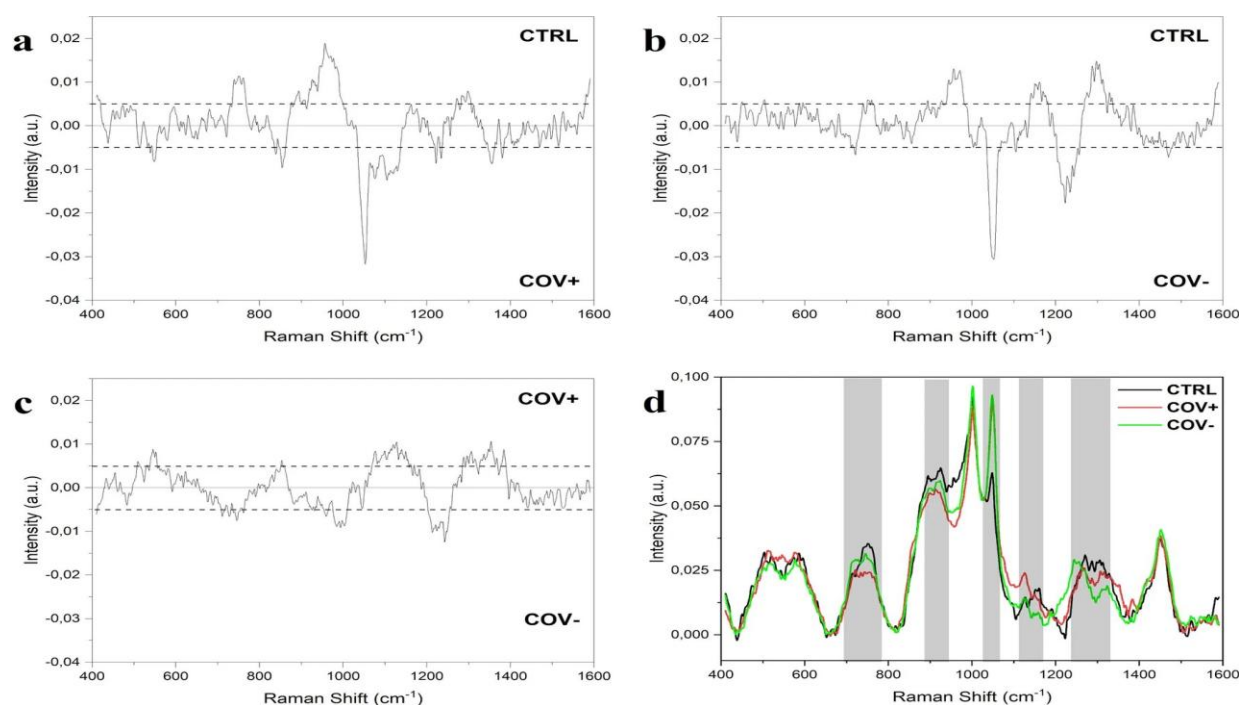 a
CTRL
0,02
0,01
0,00
-0,01
-0,02
-0,03
-0,04
Intensity (a.u.)
COV+
400 600 800 1000 1200 1400 1600
Raman Shift (cm-1)
b
CTRL
0,02
0,01
0,00
-0,01
-0,02
-0,03
-0,04
Intensity (a.u.)
COV-
400 600 800 1000 1200 1400 1600
Raman Shift (cm-1)
c
COV+
0,02
0,01
0,00
-0,01
-0,02
-0,03
-0,04
Intensity (a.u.)
COV-
400 600 800 1000 1200 1400 1600
Raman Shift (cm-1)
d
CTRL
COV+
COV-
0,100
0,075
0,050
0,025
0,000
Intensity (a.u.)
400 600 800 1000 1200 1400 1600
Raman Shift (cm-1)